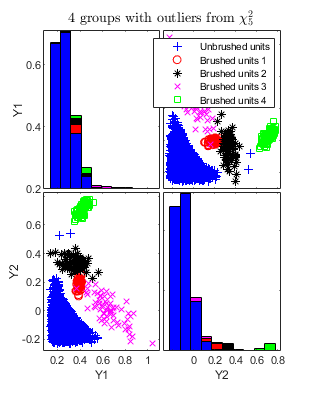 4 groups with outliers from χ²₅
Unbrushed units
Brushed units 1
Brushed units 2
Brushed units 3
Brushed units 4
Y1
0.6
0.4
0.2
Y2
0.8
0.6
0.4
0.2
0
-0.2
0.2 0.4 0.6 0.8 1
0 0.2 0.4 0.6 0.8
Y1
Y2